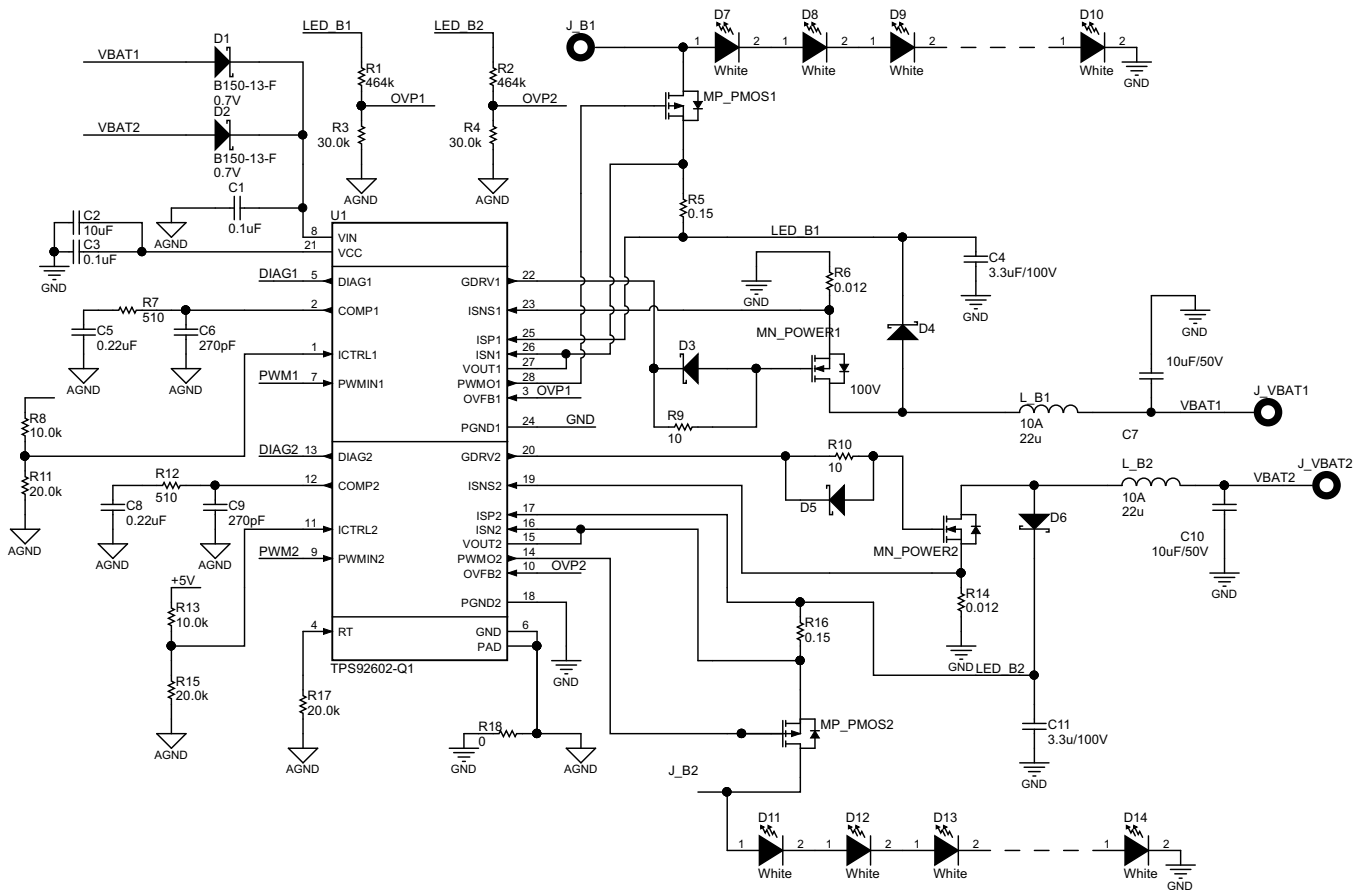 D1
VBAT1
B150-13-F
0.7V
D2
VBAT2
B150-13-F
0.7V
C1
0.1uF
AGND
C2
10uF
C3
0.1uF
GND
LED_B1
R1
464k
OVP1
R3
30.0k
AGND
LED_B2
R2
464k
OVP2
R4
30.0k
AGND
J_B1
D7
1
2
White
D8
1
2
White
D9
1
2
White
D10
1
2
White
GND
MP_PMOS1
R5
0.15
LED_B1
C4
3.3uF/100V
GND
R6
0.012
GND
MN_POWER1
100V
D3
R9
10
D4
L_B1
10A
22u
GND
10uF/50V
C7
VBAT1
J_VBAT1
U1
8 VIN
21 VCC
DIAG1 5 DIAG1
2 COMP1
1 ICTRL1
PWM1 7 PWMIN1
DIAG2 13 DIAG2
12 COMP2
11 ICTRL2
PWM2 9 PWMIN2
4 RT
GDRV1 22
ISNS1 23
ISP1 25
ISN1 26
VOUT1 27
PWMO1 28
OVFB1 3 OVP1
PGND1 24 GND
GDRV2 20
ISNS2 19
ISP2 17
ISN2 16
VOUT2 15
PWMO2 14
OVFB2 10 OVP2
PGND2 18
GND 6
PAD
TPS92602-Q1
R7
510
C5
0.22uF
AGND
C6
270pF
AGND
R8
10.0k
R11
20.0k
AGND
R12
510
C8
0.22uF
AGND
C9
270pF
AGND
+5V
R13
10.0k
R15
20.0k
AGND
R17
20.0k
AGND
R18
0
GND
AGND
GND
R10
10
D5
MN_POWER2
R14
0.012
GND
D6
L_B2
10A
22u
VBAT2
J_VBAT2
C10
10uF/50V
GND
R16
0.15
LED_B2
C11
3.3u/100V
GND
MP_PMOS2
J_B2
D11
1
2
White
D12
1
2
White
D13
1
2
White
D14
1
2
White
GND